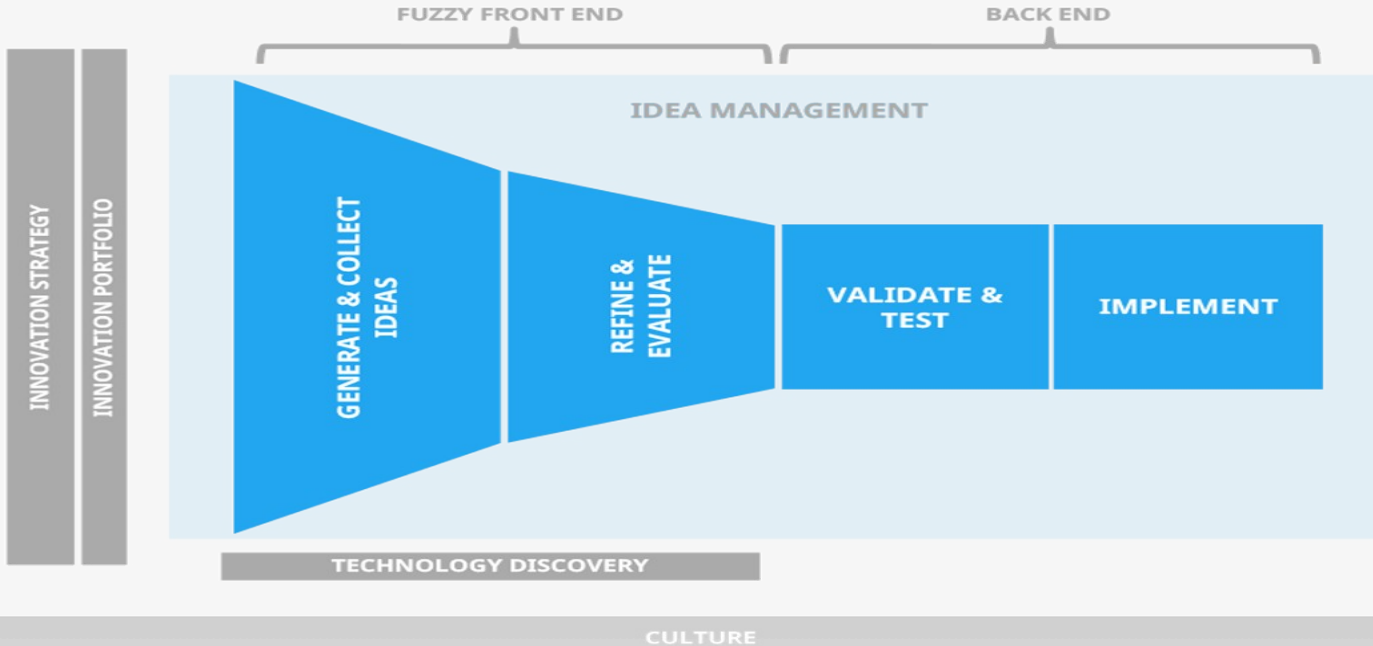 FUZZY FRONT END
BACK END
IDEA MANAGEMENT
INNOVATION STRATEGY
INNOVATION PORTFOLIO
GENERATE & COLLECT
IDEAS
REFINE &
EVALUATE
VALIDATE &
TEST
IMPLEMENT
TECHNOLOGY DISCOVERY
CULTURE